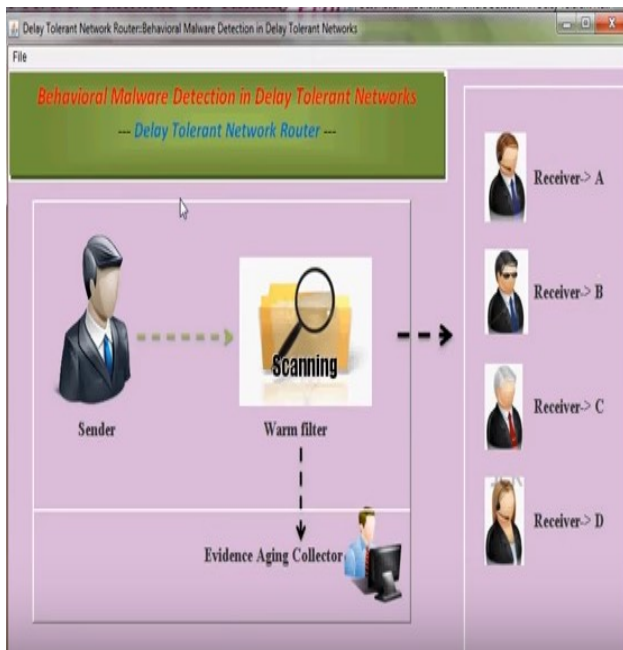 Delay Tolerant Network Router::Behavioral Malware Detection in Delay Tolerant Networks
File
Behavioral Malware Detection in Delay Tolerant Networks
--- Delay Tolerant Network Router ---
Sender
Scanning
Warm filter
Evidence Aging Collector
Receiver-> A
Receiver-> B
Receiver-> C
Receiver-> D